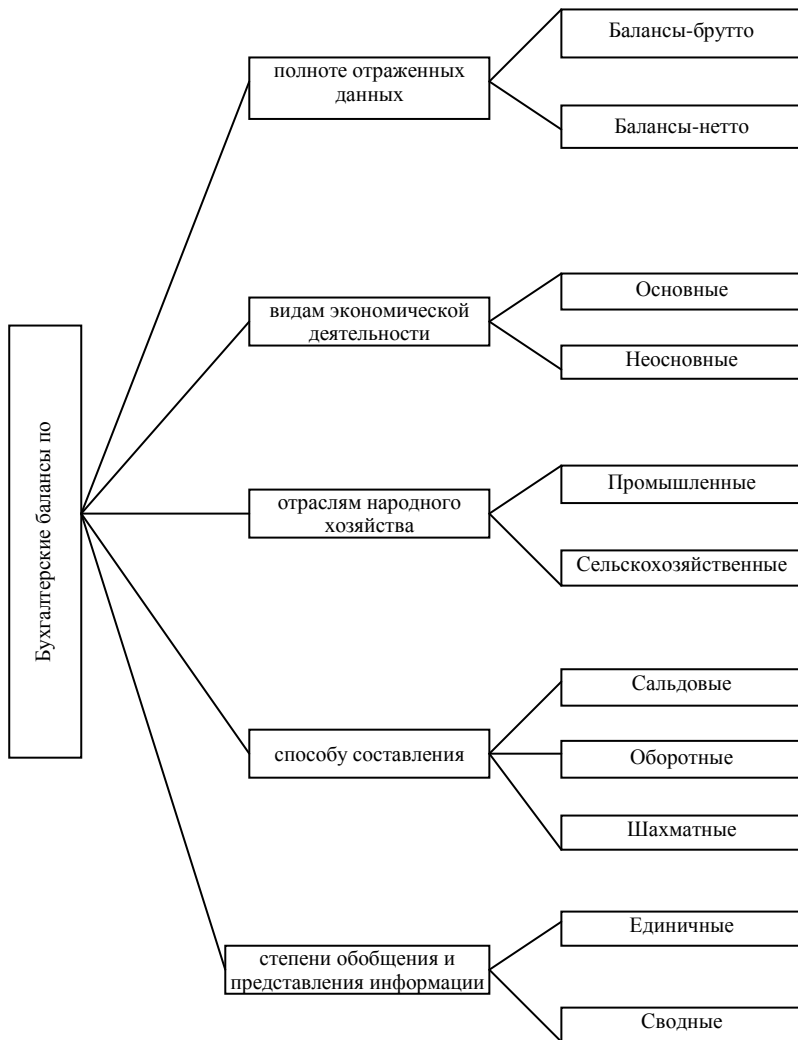 Бухгалтерские балансы по
полноте отраженных
данных
Балансы-брутто
Балансы-нетто
видам экономической
деятельности
Основные
Неосновные
отраслям народного
хозяйства
Промышленные
Сельскохозяйственные
способу составления
Сальдовые
Оборотные
Шахматные
степени обобщения и
представления информации
Единичные
Сводные